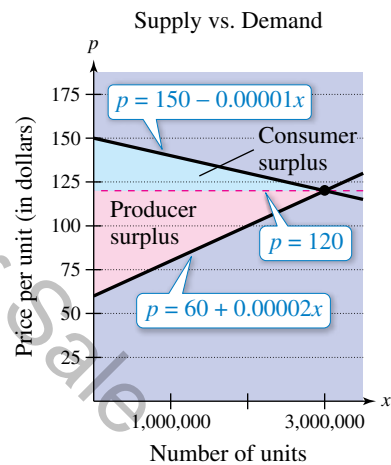 Supply vs. Demand
p
175
150
125
100
75
50
25
p = 150 − 0.00001x
Consumer
surplus
Producer
surplus
p = 120
p = 60 + 0.00002x
Price per unit (in dollars)
x
1,000,000
3,000,000
Number of units
Sale